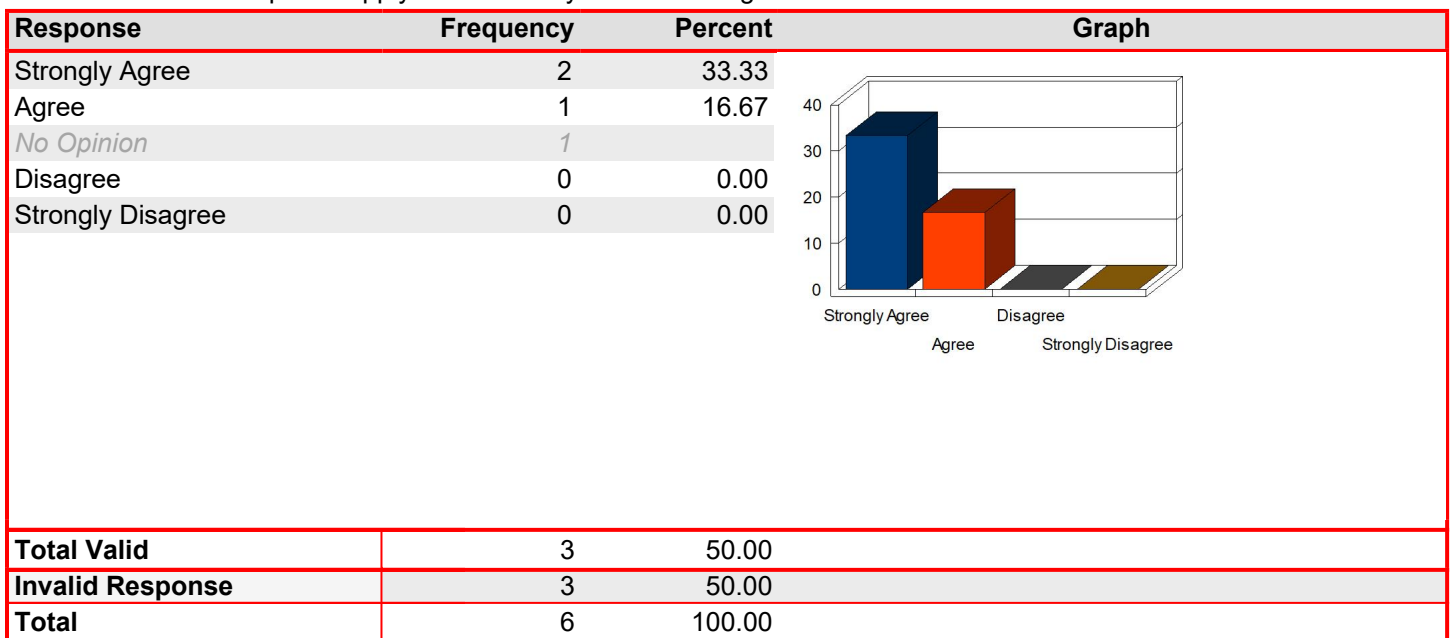 Response Frequency Percent Graph
Strongly Agree 2 33.33
Agree 1 16.67
No Opinion 1
Disagree 0 0.00
Strongly Disagree 0 0.00
40
30
20
10
0
Strongly Agree Disagree
Agree Strongly Disagree
Total Valid 3 50.00
Invalid Response 3 50.00
Total 6 100.00